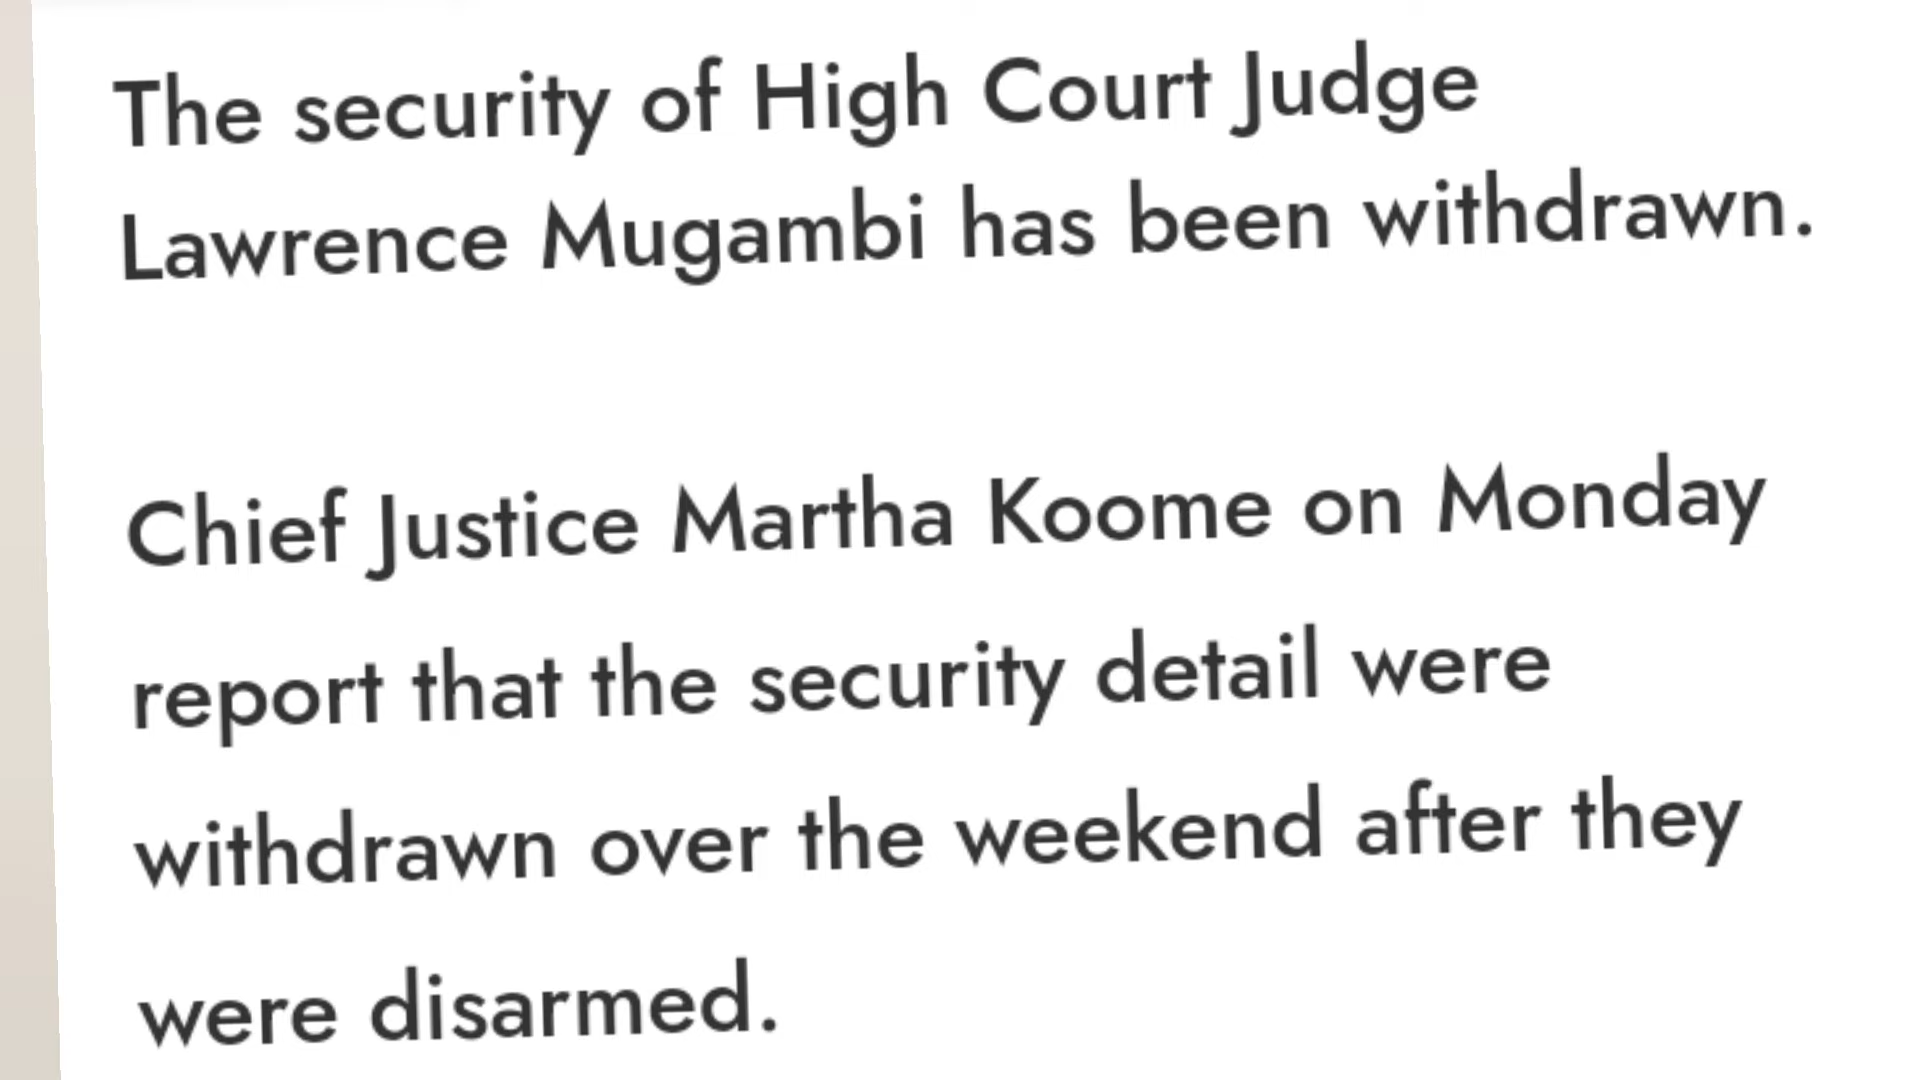 The security of High Court Judge
Lawrence Mugambi has been withdrawn.
Chief Justice Martha Koome on Monday
report that the security detail were
withdrawn over the weekend after they
were disarmed.